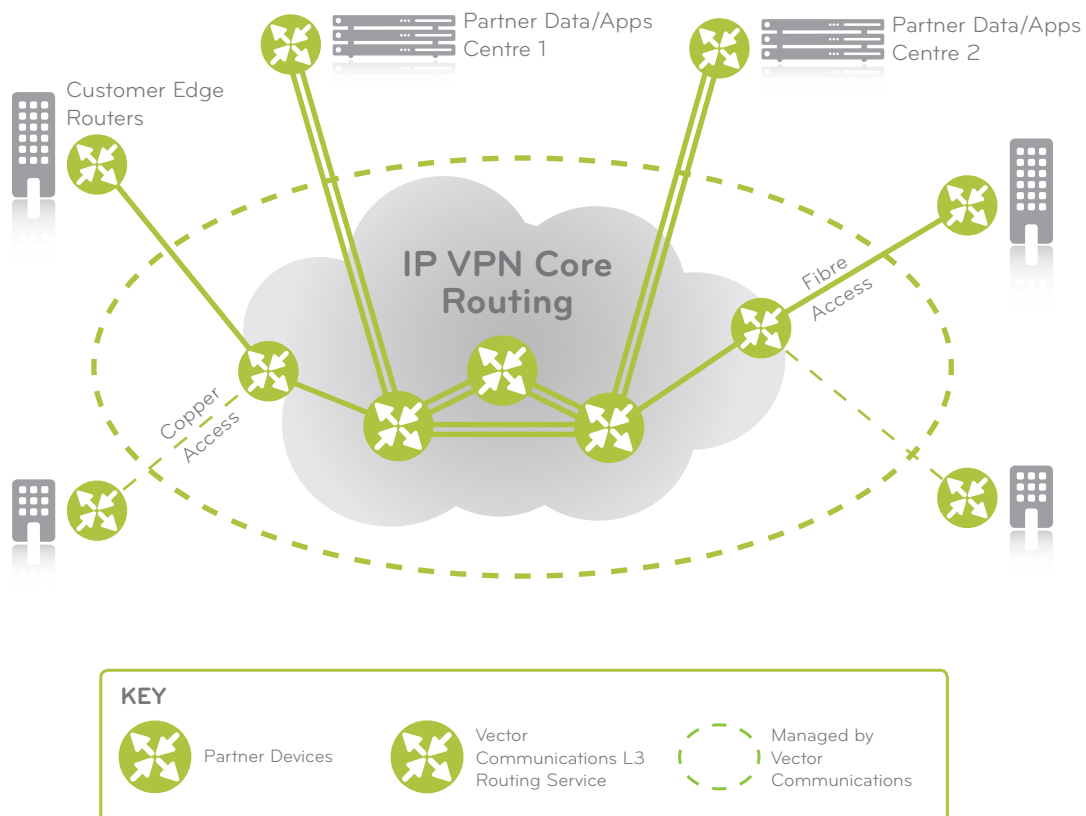 Partner Data/Apps
Centre 1
Partner Data/Apps
Centre 2
Customer Edge
Routers
IP VPN Core
Routing
Fibre
Access
Copper
Access
KEY
Partner Devices
Vector
Communications L3
Routing Service
Managed by
Vector
Communications